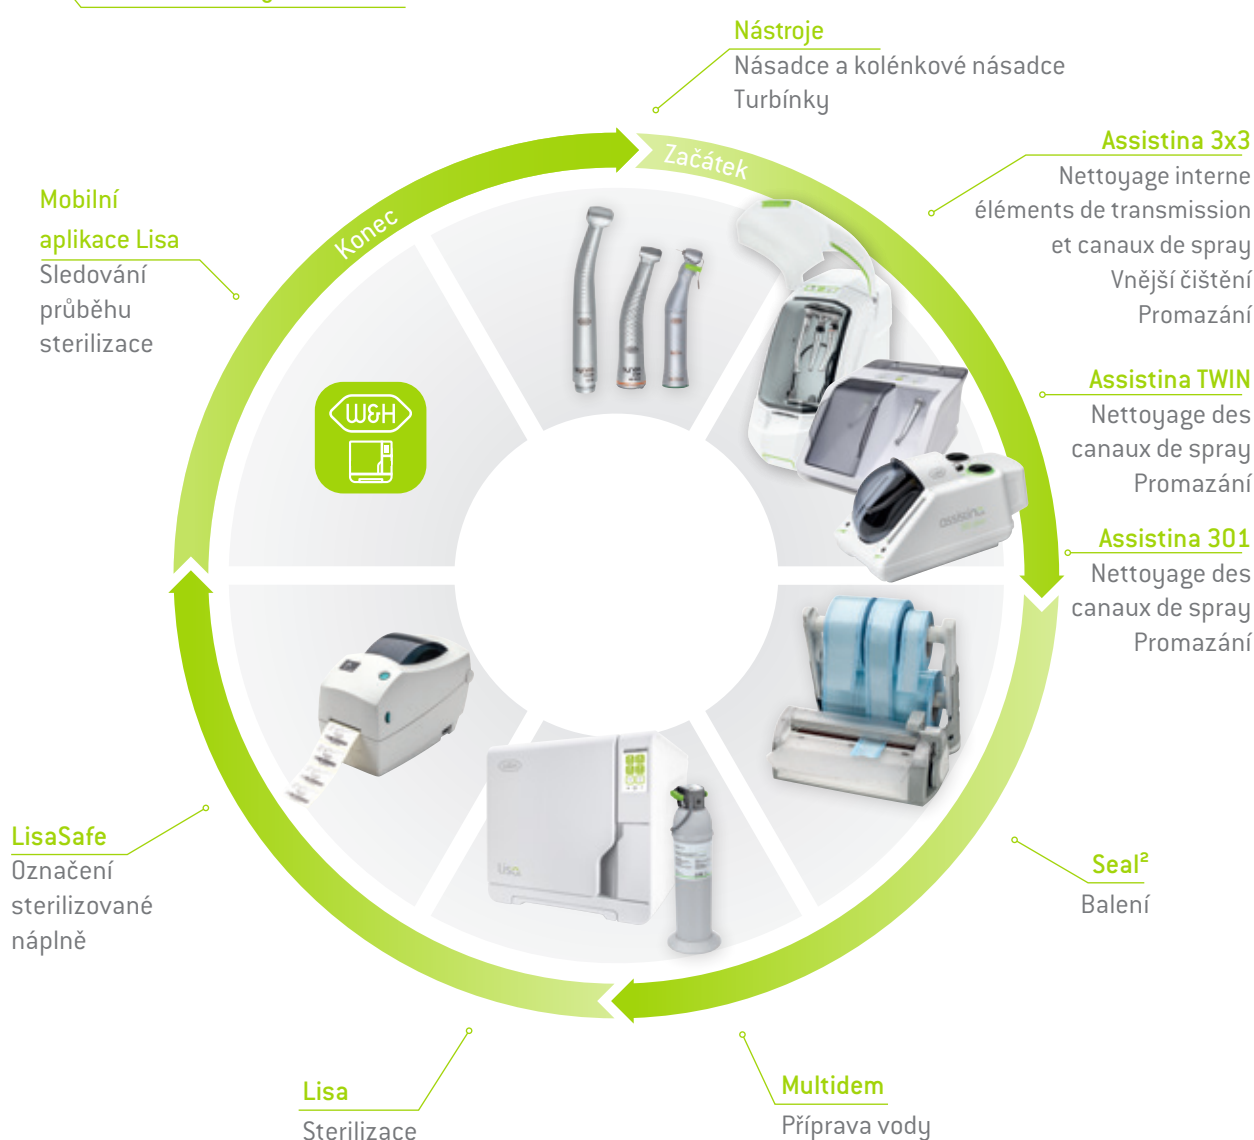 Nástroje
Násadce a kolénkové násadce
Turbínky
Začátek
Assistina 3x3
Nettoyage interne
éléments de transmission
et canaux de spray
Vnější čištění
Promazání
Assistina TWIN
Nettoyage des
canaux de spray
Promazání
Assistina 301
Nettoyage des
canaux de spray
Promazání
Seal²
Balení
Multidem
Příprava vody
Lisa
Sterilizace
LisaSafe
Označení
sterilizované
náplně
Mobilní
aplikace Lisa
Sledování
průběhu
sterilizace
Konec
W&H
assistina
Lisa